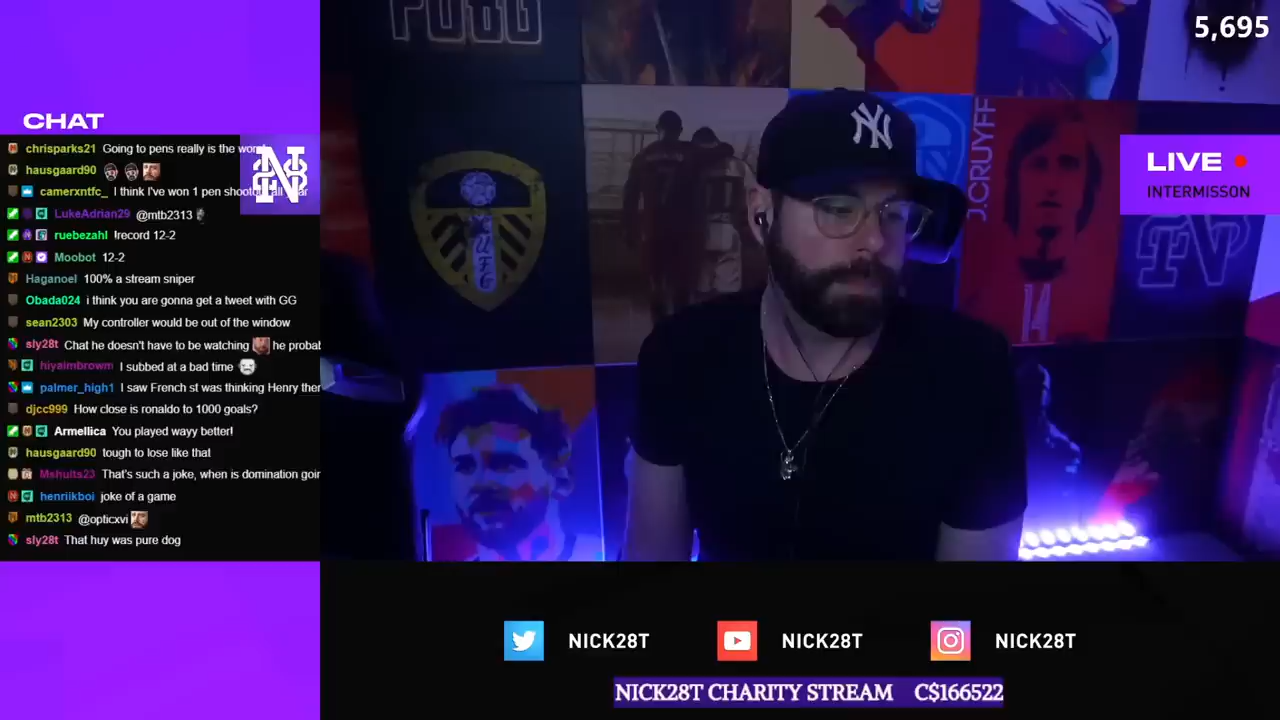 5,695
CHAT
chrisparks21 Going to pens really is the
hausgaard90
camerxntfc_ I think I've won 1 pen
LukeAdrian29 @mtb2313
ruebezahl !record 12-2
Moobot 12-2
Haganoel 100% a stream sniper
Obada024 i think you are gonna get a tweet with GG
sean2303 My controller would be out of the window
sly28t Chat he doesn't have to be watching he probat
hiyaimbrowm I subbed at a bad time
palmer_high1 I saw French st was thinking Henry ther
djcc999 How close is ronaldo to 1000 goals?
Armellica You played wayy better!
hausgaard90 tough to lose like that
Mshults23 That's such a joke, when is domination goin
henriikboi joke of a game
mtb2313 @opticxvi
sly28t That huy was pure dog
PUBG
LUFC
NY
J.CRUYFF
14
LIVE
INTERMISSON
NICK28T
NICK28T
NICK28T
NICK28T CHARITY STREAM C$166522